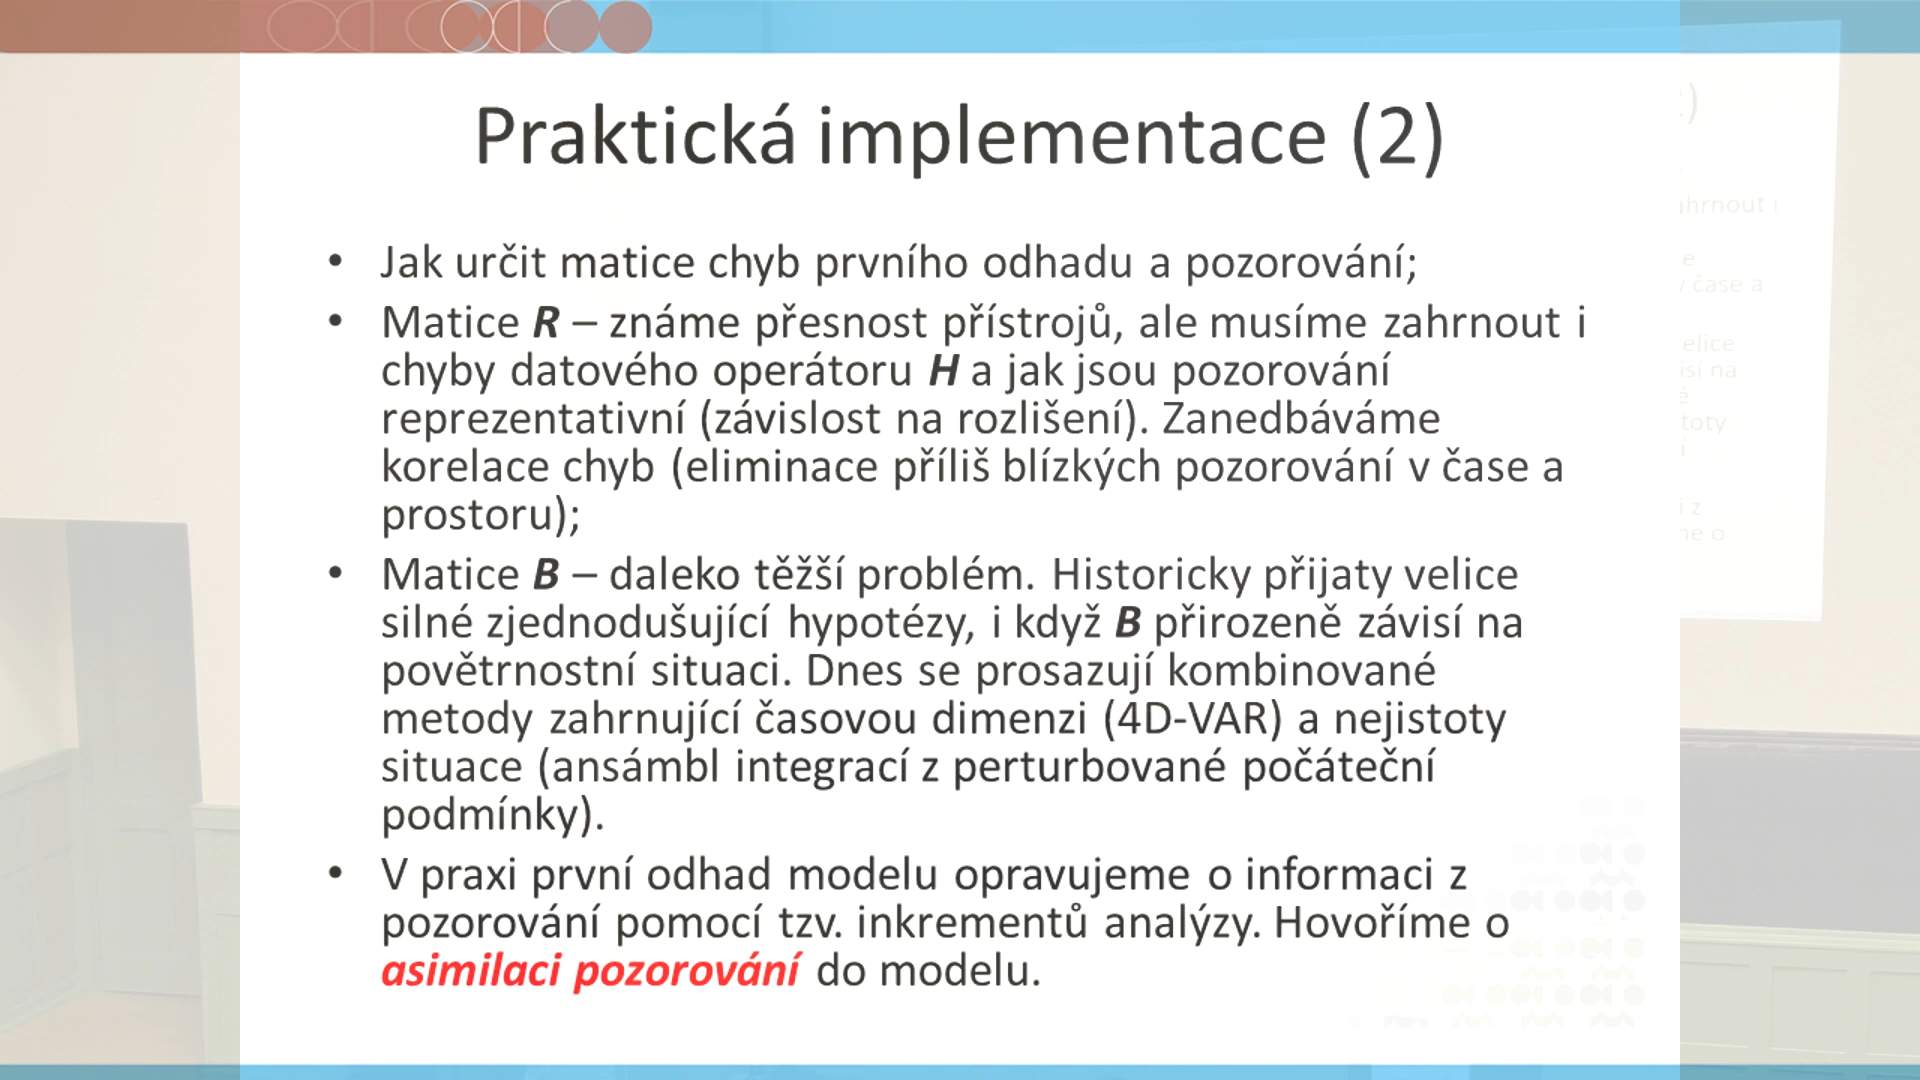 Praktická implementace (2)
• Jak určit matice chyb prvního odhadu a pozorování;
• Matice R – známe přesnost přístrojů, ale musíme zahrnout i
chyby datového operátoru H a jak jsou pozorování
reprezentativní (závislost na rozlišení). Zanedbáváme
korelace chyb (eliminace příliš blízkých pozorování v čase a
prostoru);
• Matice B – daleko těžší problém. Historicky přijaty velice
silné zjednodušující hypotézy, i když B přirozeně závisí na
povětrnostní situaci. Dnes se prosazují kombinované
metody zahrnující časovou dimenzi (4D-VAR) a nejistoty
situace (ansámbl integrací z perturbované počáteční
podmínky).
• V praxi první odhad modelu opravujeme o informaci z
pozorování pomocí tzv. inkrementů analýzy. Hovoříme o
asimilaci pozorování do modelu.